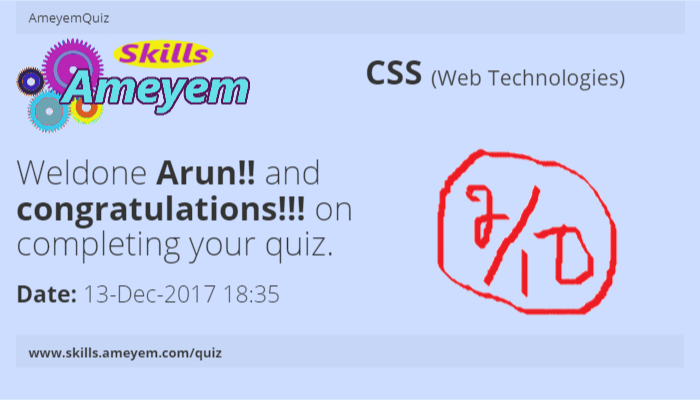 AmeyemQuiz
Skills
Ameyem
CSS (Web Technologies)
Weldone Arun!! and
congratulations!!! on
completing your quiz.
2/10
Date: 13-Dec-2017 18:35
www.skills.ameyem.com/quiz